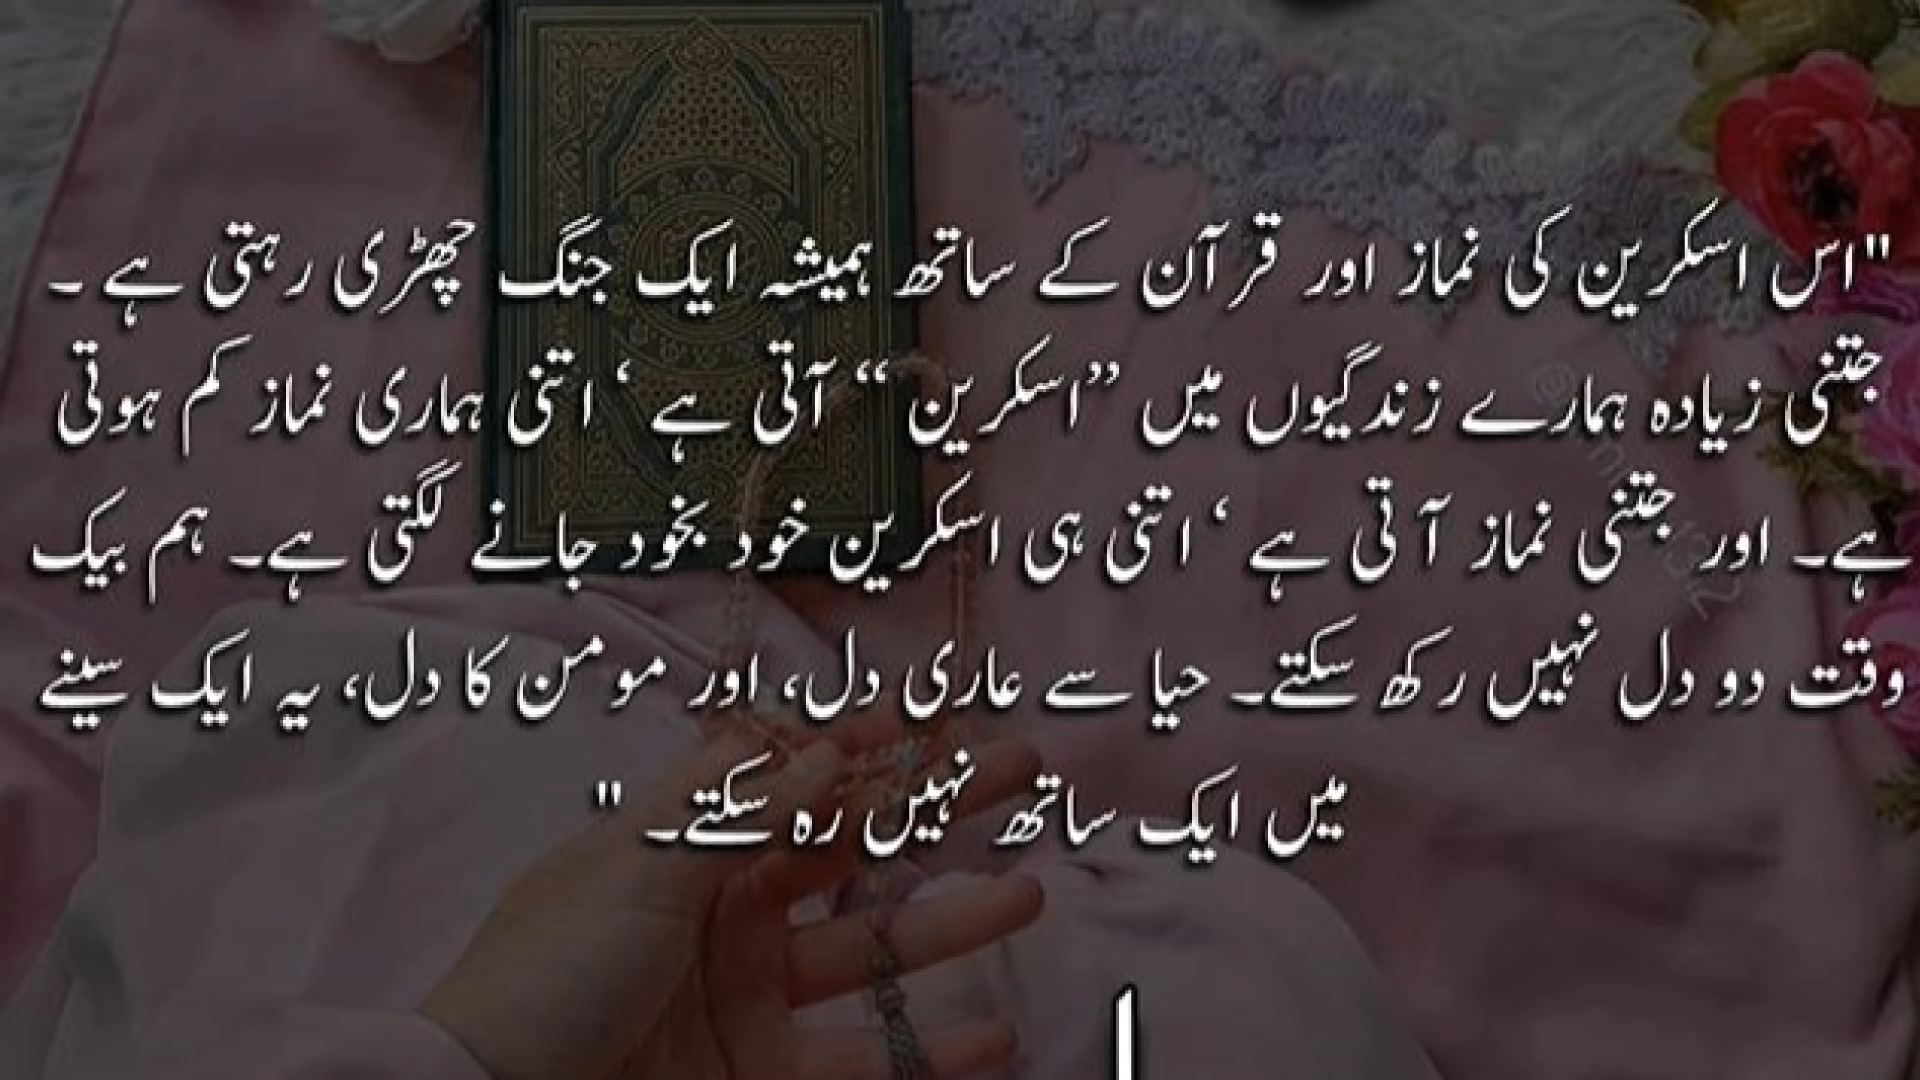 "اس اسکرین کی نماز اور قرآن کے ساتھ ہمیشہ ایک جنگ چھڑی رہتی ہے ۔
جتنی زیادہ ہمارے زندگیوں میں ”اسکرین“ آتی ہے ‘ اتنی ہماری نماز کم ہوتی
ہے۔ اور جتنی نماز آتی ہے ‘ اتنی ہی اسکرین خود بخود جانے لگتی ہے۔ ہم بیک
وقت دو دل نہیں رکھ سکتے۔ حیا سے عاری دل، اور مومن کا دل، یہ ایک سینے
میں ایک ساتھ نہیں رہ سکتے۔ "